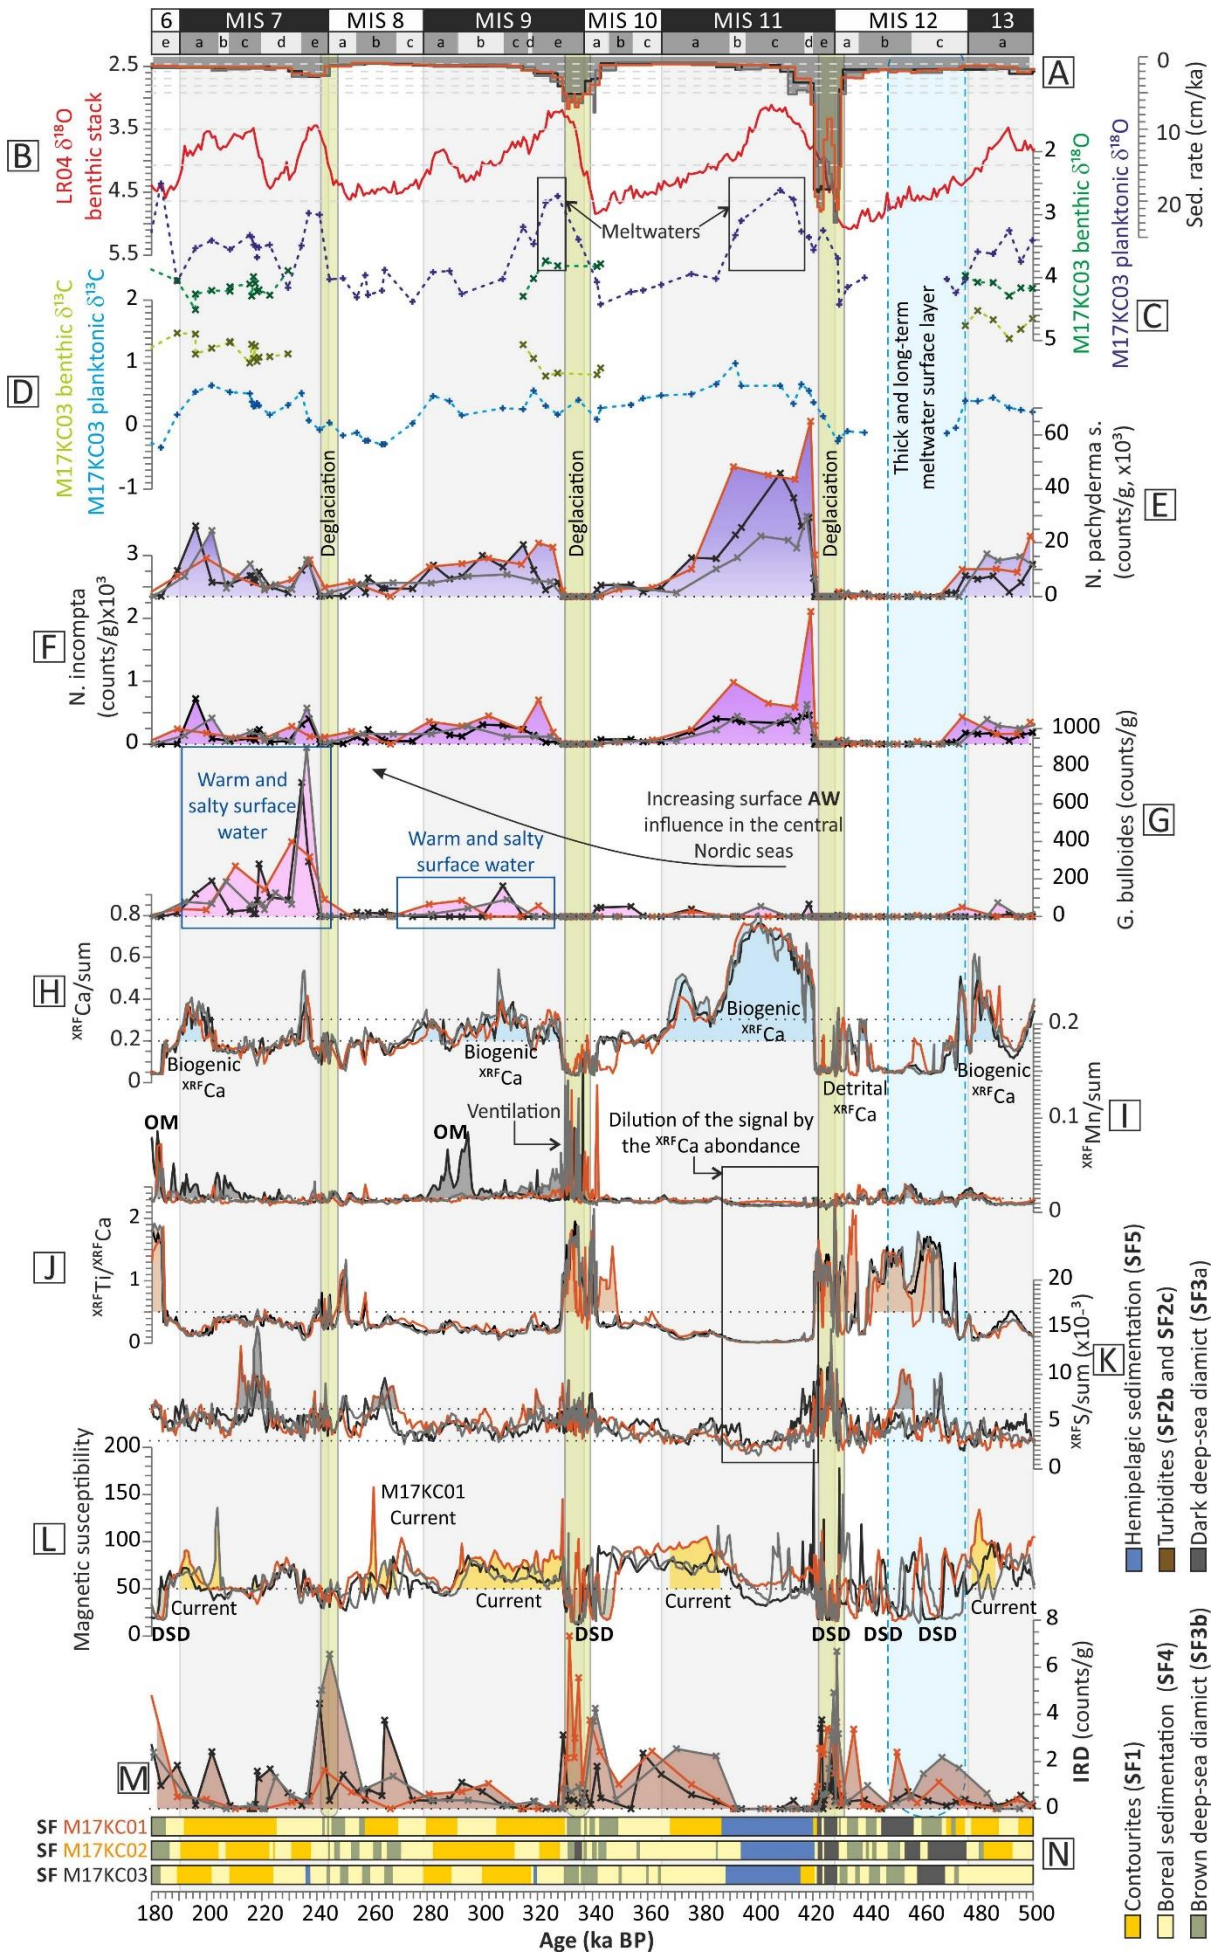 6 MIS 7 MIS 8 MIS 9 MIS 10 MIS 11 MIS 12 13
e a b c d e a b c a b c d e a b c a b c d e a b c a
A
Sed. rate (cm/ka)
0
10
20
B
LR04 δ¹⁸O
benthic stack
2.5
3.5
4.5
5.5
Meltwaters
2
3
4
5
C
M17KC03 benthic δ¹⁸O
M17KC03 planktonic δ¹⁸O
D
M17KC03 benthic δ¹³C
M17KC03 planktonic δ¹³C
2
1
0
-1
Deglaciation
Deglaciation
Deglaciation
Thick and long-term
meltwater surface layer
E
N. pachyderma s.
(counts/g, x10³)
60
40
20
0
F
N. incompta
(counts/g)x10³
3
2
1
0
G
G. bulloides (counts/g)
1000
800
600
400
200
0
Warm and
salty surface
water
Warm and salty
surface water
Increasing surface AW
influence in the central
Nordic seas
H
XRFCa/sum
0.8
0.6
0.4
0.2
0
Biogenic
XRFCa
Biogenic
XRFCa
Biogenic
XRFCa
Detrital
XRFCa
Biogenic
XRFCa
I
XRFMn/sum
0.2
0.1
0
OM
OM
Ventilation
Dilution of the signal by
the XRFCa abondance
J
XRFTi/XRFCa
2
1
0
K
XRFS/sum (x10⁻³)
20
15
10
5
0
L
Magnetic susceptibility
200
150
100
50
0
M17KC01
Current
Current
Current
Current
Current
DSD
DSD
DSD
DSD
DSD
M
IRD (counts/g)
8
6
4
2
0
N
SF M17KC01
SF M17KC02
SF M17KC03
180 200 220 240 260 280 300 320 340 360 380 400 420 440 460 480 500
Age (ka BP)
Hemipelagic sedimentation (SF5)
Turbidites (SF2b and SF2c)
Dark deep-sea diamict (SF3a)
Contourites (SF1)
Boreal sedimentation (SF4)
Brown deep-sea diamict (SF3b)